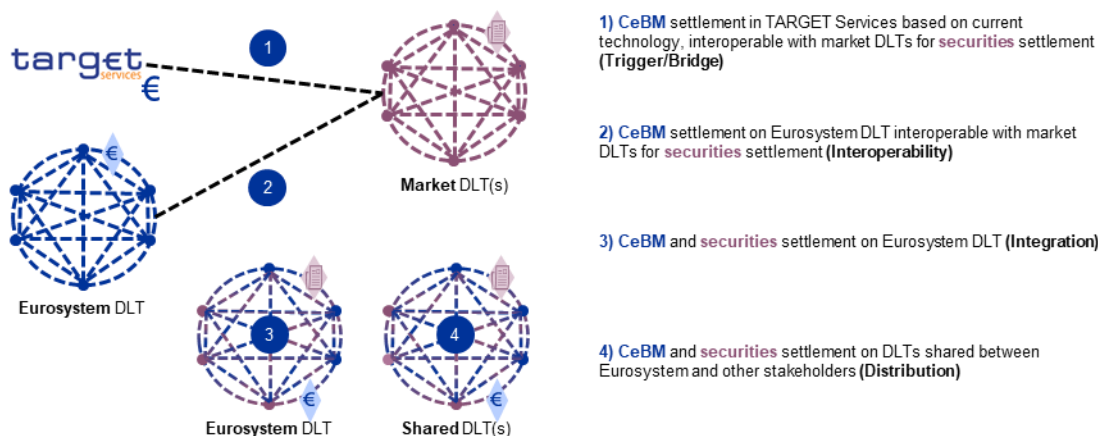 target
services
€
1
Market DLT(s)
€
2
Eurosystem DLT
3
€
Eurosystem DLT
4
€
Shared DLT(s)
1) CeBM settlement in TARGET Services based on current
technology, interoperable with market DLTs for securities settlement
(Trigger/Bridge)
2) CeBM settlement on Eurosystem DLT interoperable with market
DLTs for securities settlement (Interoperability)
3) CeBM and securities settlement on Eurosystem DLT (Integration)
4) CeBM and securities settlement on DLTs shared between
Eurosystem and other stakeholders (Distribution)